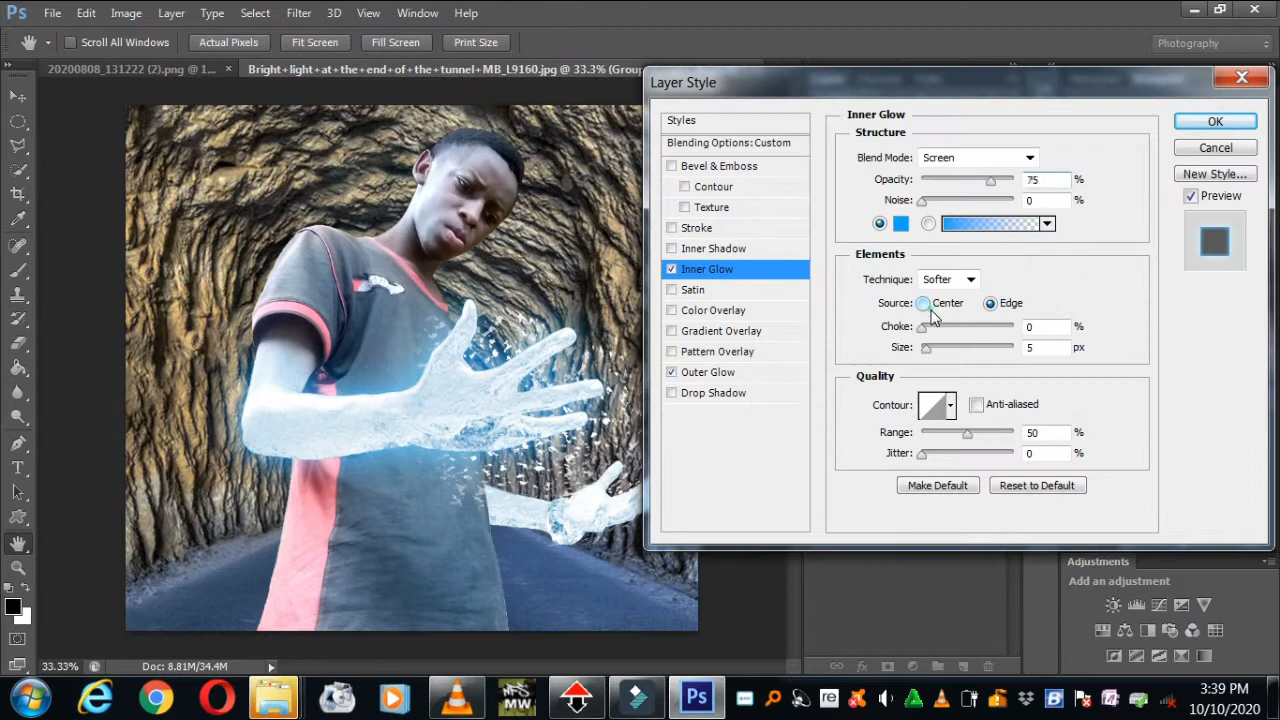 Ps File Edit Image Layer Type Select Filter 3D View Window Help
Scroll All Windows Actual Pixels Fit Screen Fill Screen Print Size Photography
20200808_131222 (2).png @ 1... × Bright+light+at+the+end+of+the+tunnel+MB_L9160.jpg @ 33.3% (Grou
Layer Style
Styles
Blending Options: Custom
Bevel & Emboss
Contour
Texture
Stroke
Inner Shadow
Inner Glow
Satin
Color Overlay
Gradient Overlay
Pattern Overlay
Outer Glow
Drop Shadow
Inner Glow
Structure
Blend Mode: Screen
Opacity: 75 %
Noise: 0 %
Elements
Technique: Softer
Source: Center Edge
Choke: 0 %
Size: 5 px
Quality
Contour: Anti-aliased
Range: 50 %
Jitter: 0 %
Make Default Reset to Default
OK
Cancel
New Style...
Preview
Adjustments
Add an adjustment
33.33% Doc: 8.81M/34.4M
NFS MW
Ps
re
B
3:39 PM
10/10/2020